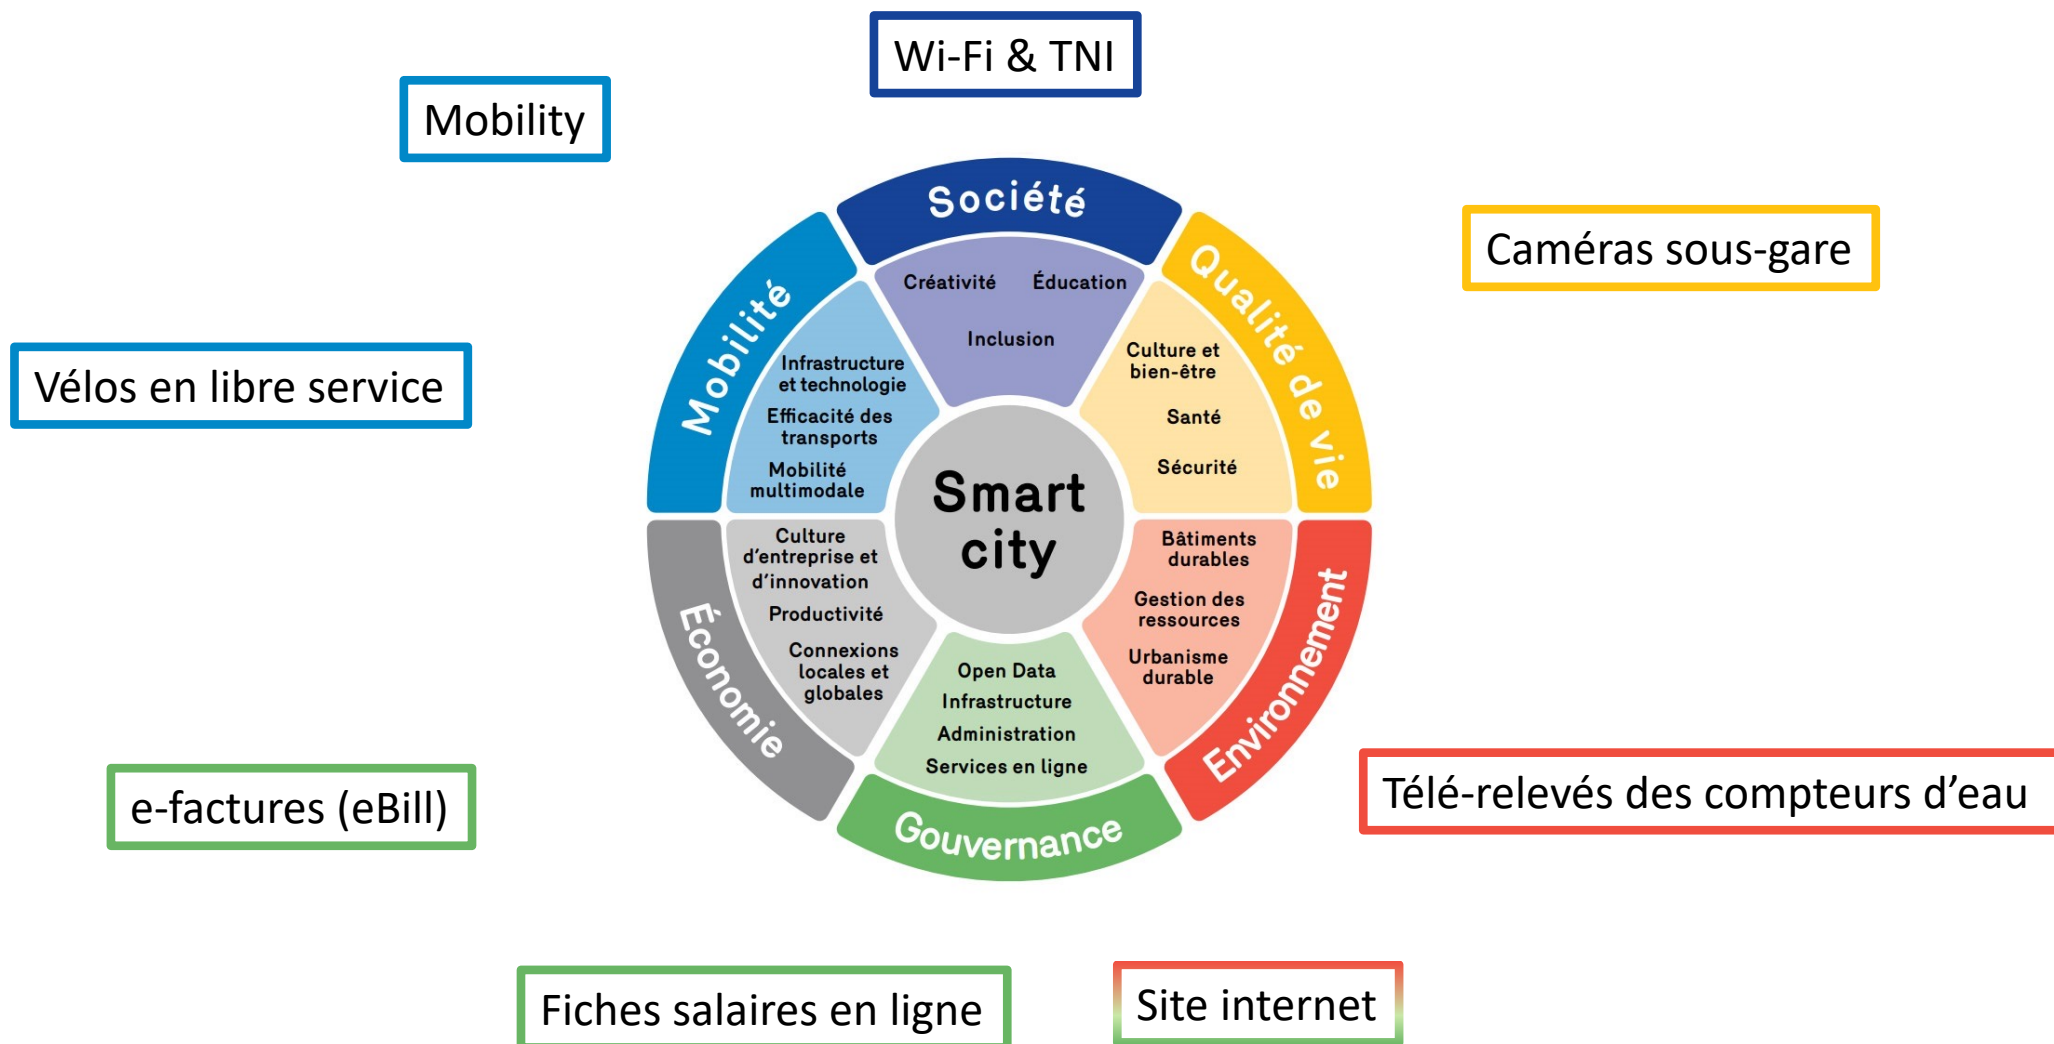 Wi-Fi & TNI
Mobility
Caméras sous-gare
Vélos en libre service
Société
Créativité
Éducation
Inclusion
Qualité de vie
Culture et
bien-être
Santé
Sécurité
Mobilité
Infrastructure
et technologie
Efficacité des
transports
Mobilité
multimodale
Smart
city
Économie
Culture
d'entreprise et
d'innovation
Productivité
Connexions
locales et
globales
Environnement
Bâtiments
durables
Gestion des
ressources
Urbanisme
durable
Open Data
Infrastructure
Administration
Services en ligne
Gouvernance
e-factures (eBill)
Télé-relevés des compteurs d’eau
Fiches salaires en ligne
Site internet